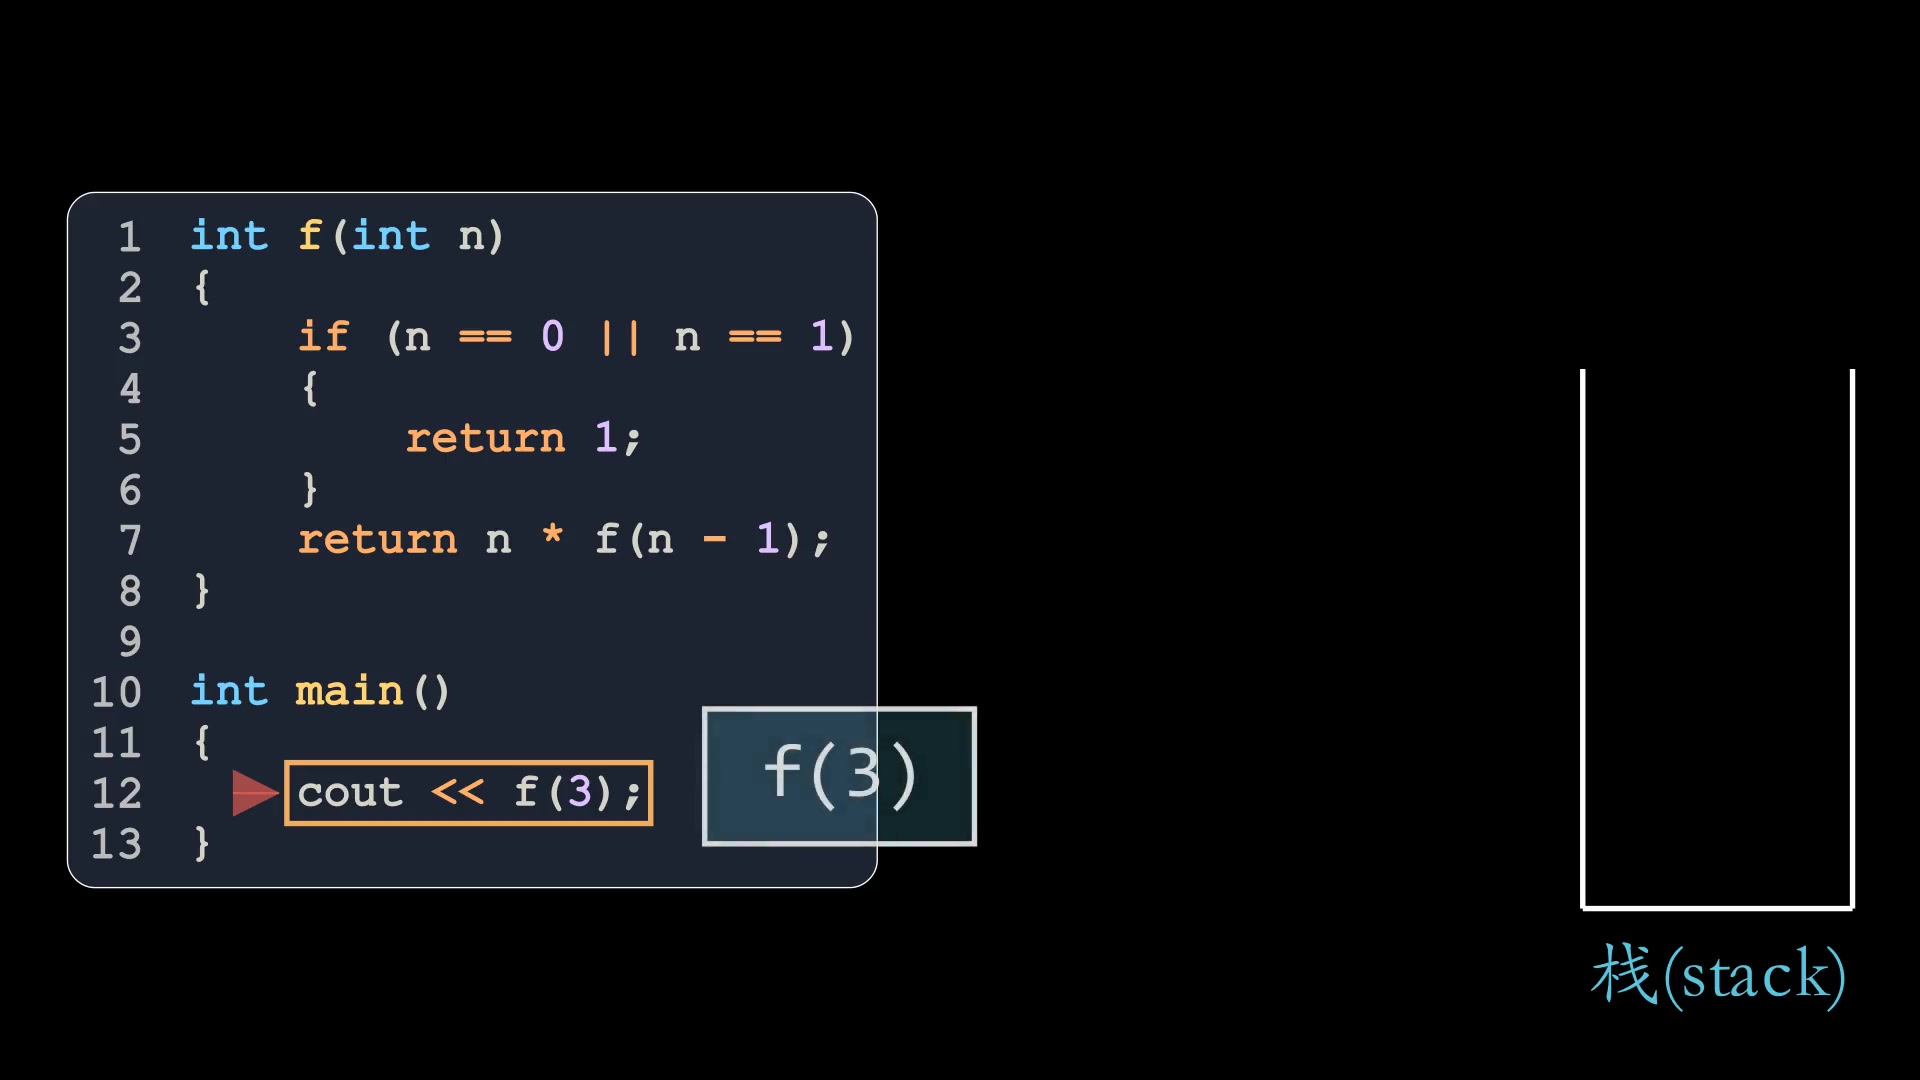 1 int f(int n)
2 {
3 if (n == 0 || n == 1)
4 {
5 return 1;
6 }
7 return n * f(n - 1);
8 }
9
10 int main()
11 {
12 cout << f(3);
13 }
f(3)
栈(stack)